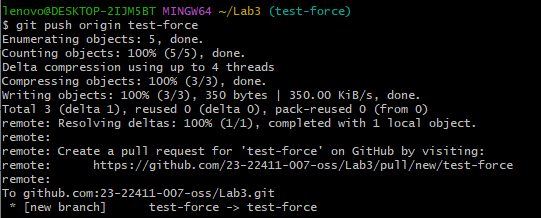 lenovo@DESKTOP-2IJM5BT MINGW64 ~/Lab3 (test-force)
$ git push origin test-force
Enumerating objects: 5, done.
Counting objects: 100% (5/5), done.
Delta compression using up to 4 threads
Compressing objects: 100% (3/3), done.
Writing objects: 100% (3/3), 350 bytes | 350.00 KiB/s, done.
Total 3 (delta 1), reused 0 (delta 0), pack-reused 0 (from 0)
remote: Resolving deltas: 100% (1/1), completed with 1 local object.
remote:
remote: Create a pull request for 'test-force' on GitHub by visiting:
remote:      https://github.com/23-22411-007-oss/Lab3/pull/new/test-force
remote:
To github.com:23-22411-007-oss/Lab3.git
 * [new branch]      test-force -> test-force